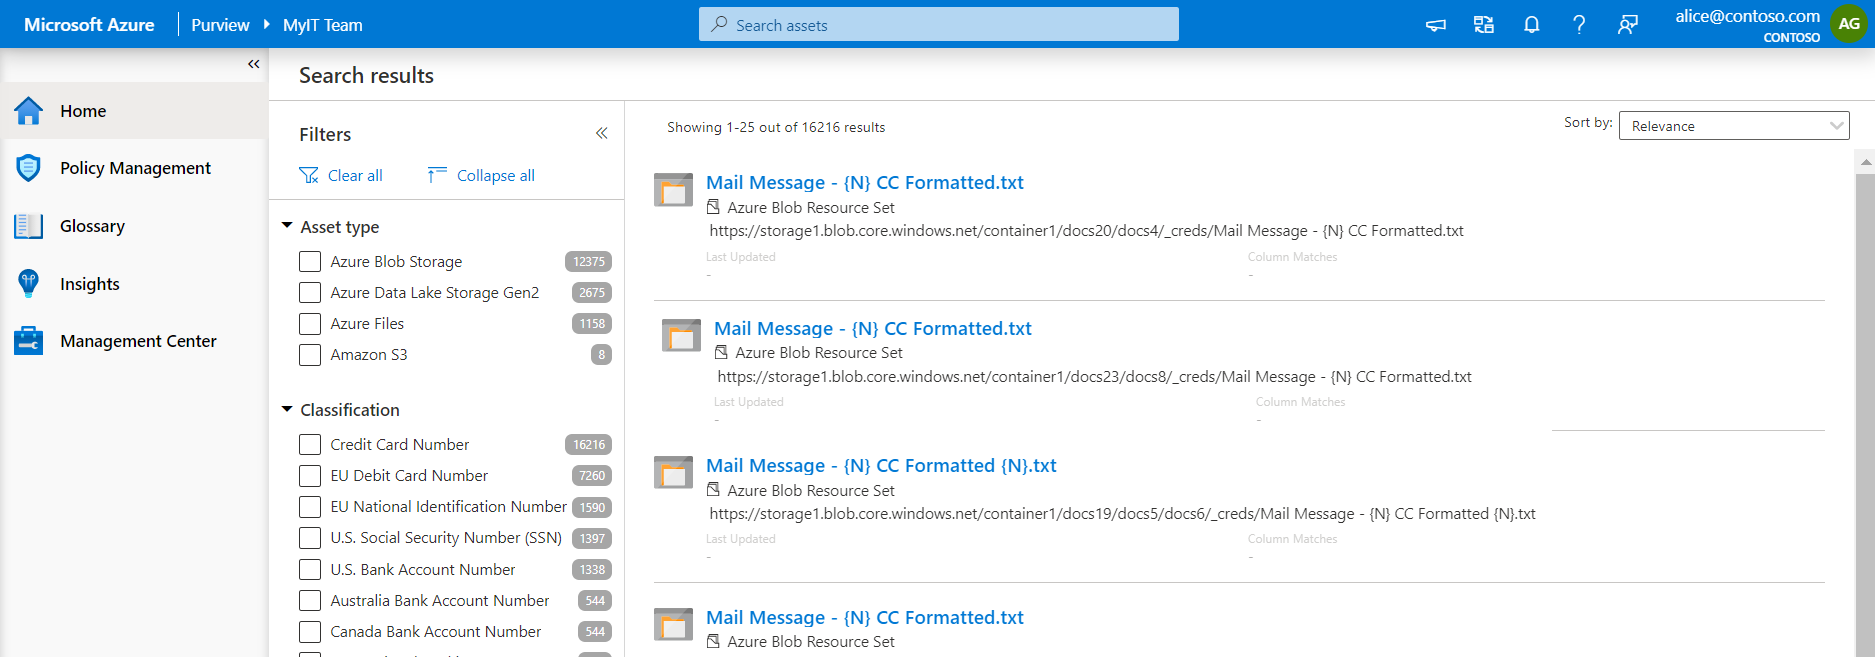 Microsoft Azure
Purview
MyIT Team
Search assets
alice@contoso.com
CONTOSO
AG
Home
Policy Management
Glossary
Insights
Management Center
Search results
Filters
Clear all
Collapse all
Asset type
Azure Blob Storage 12375
Azure Data Lake Storage Gen2 2675
Azure Files 1158
Amazon S3 8
Classification
Credit Card Number 16216
EU Debit Card Number 7260
EU National Identification Number 1590
U.S. Social Security Number (SSN) 1397
U.S. Bank Account Number 1338
Australia Bank Account Number 544
Canada Bank Account Number 544
Showing 1-25 out of 16216 results
Sort by: Relevance
Mail Message - {N} CC Formatted.txt
Azure Blob Resource Set
https://storage1.blob.core.windows.net/container1/docs20/docs4/_creds/Mail Message - {N} CC Formatted.txt
Last Updated Column Matches
- -
Mail Message - {N} CC Formatted.txt
Azure Blob Resource Set
https://storage1.blob.core.windows.net/container1/docs23/docs8/_creds/Mail Message - {N} CC Formatted.txt
Last Updated Column Matches
- -
Mail Message - {N} CC Formatted {N}.txt
Azure Blob Resource Set
https://storage1.blob.core.windows.net/container1/docs19/docs5/docs6/_creds/Mail Message - {N} CC Formatted {N}.txt
Last Updated Column Matches
- -
Mail Message - {N} CC Formatted.txt
Azure Blob Resource Set